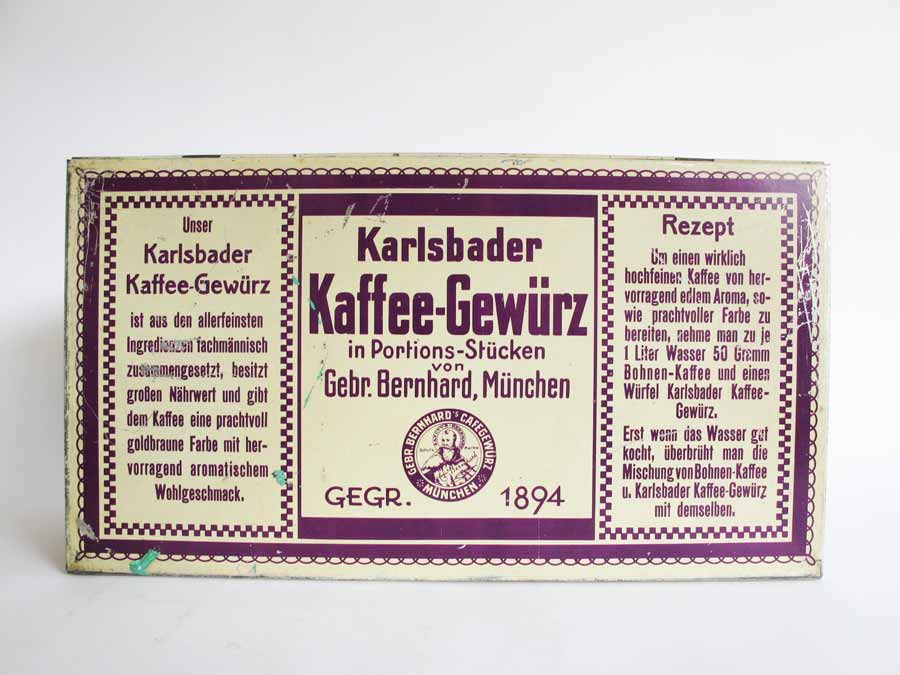 Unser
Karlsbader
Kaffee-Gewürz
ist aus den allerfeinsten
Ingredienzen fachmännisch
zusammengesetzt, besitzt
großen Nährwert und gibt
dem Kaffee eine prachtvoll
goldbraune Farbe mit her-
vorragend aromatischem
Wohlgeschmack.
Karlsbader
Kaffee-Gewürz
in Portions-Stücken
von
Gebr. Bernhard, München
GEBR. BERNHARD'S CAFEGEWÜRZ
MÜNCHEN
GEGR. 1894
Rezept
Um einen wirklich
hochfeinen Kaffee von her-
vorragend edlem Aroma, so-
wie prachtvoller Farbe zu
bereiten, nehme man zu je
1 Liter Wasser 50 Gramm
Bohnen-Kaffee und einen
Würfel Karlsbader Kaffee-
Gewürz.
Erst wenn das Wasser gut
kocht, überbrüht man die
Mischung von Bohnen-Kaffee
u. Karlsbader Kaffee-Gewürz
mit demselben.